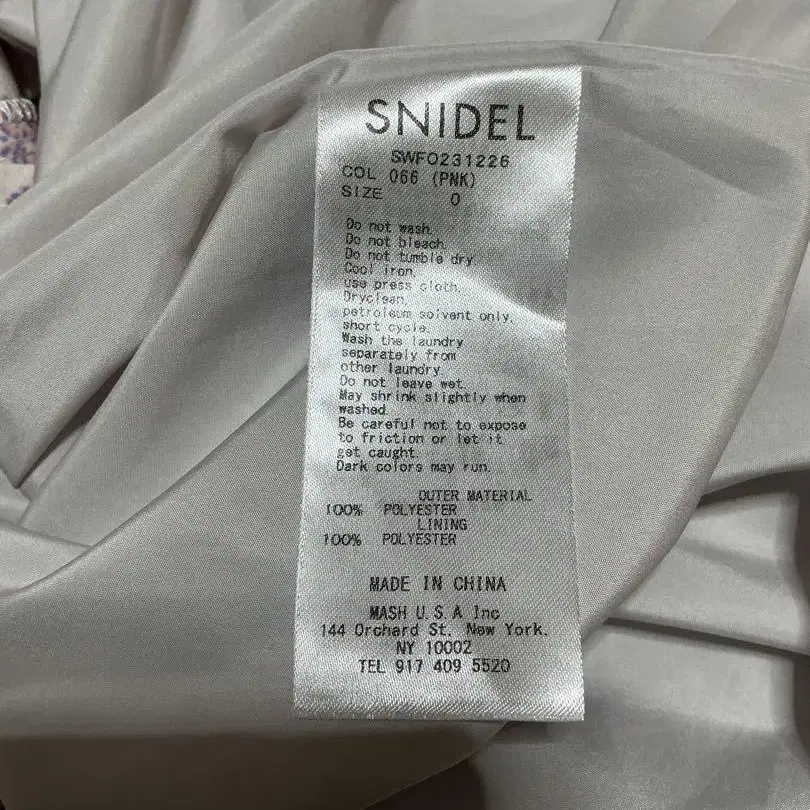 SNIDEL
SWFO231226
COL 066 (PNK)
SIZE 0
Do not wash.
Do not bleach.
Do not tumble dry
Cool iron.
use press cloth.
Dryclean.
petroleum solvent only.
short cycle.
Wash the laundry
separately from
other laundry
Do not leave wet.
May shrink slightly when
washed.
Be careful not to expose
to friction or let it
get caught.
Dark colors may run.
OUTER MATERIAL
100% POLYESTER
LINING
100% POLYESTER
MADE IN CHINA
MASH U.S.A Inc
144 Orchard St. New York.
NY 10002
TEL 917 409 5520